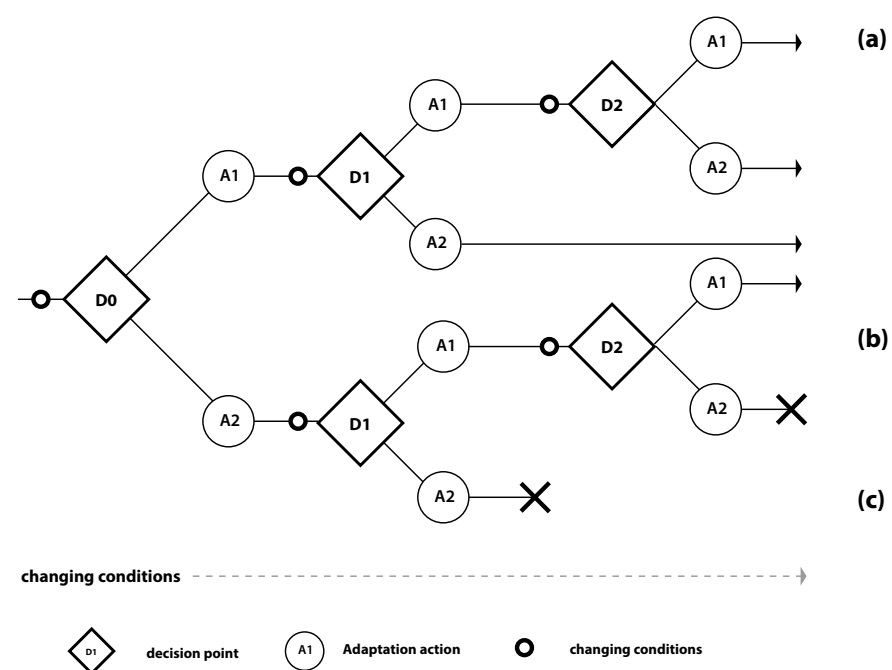 A1
(a)
D2
A1
A2
A1
D1
A2
D0
A1
(b)
A1
D2
A2
A2
D1
A2
(c)
changing conditions
D1 decision point A1 Adaptation action changing conditions